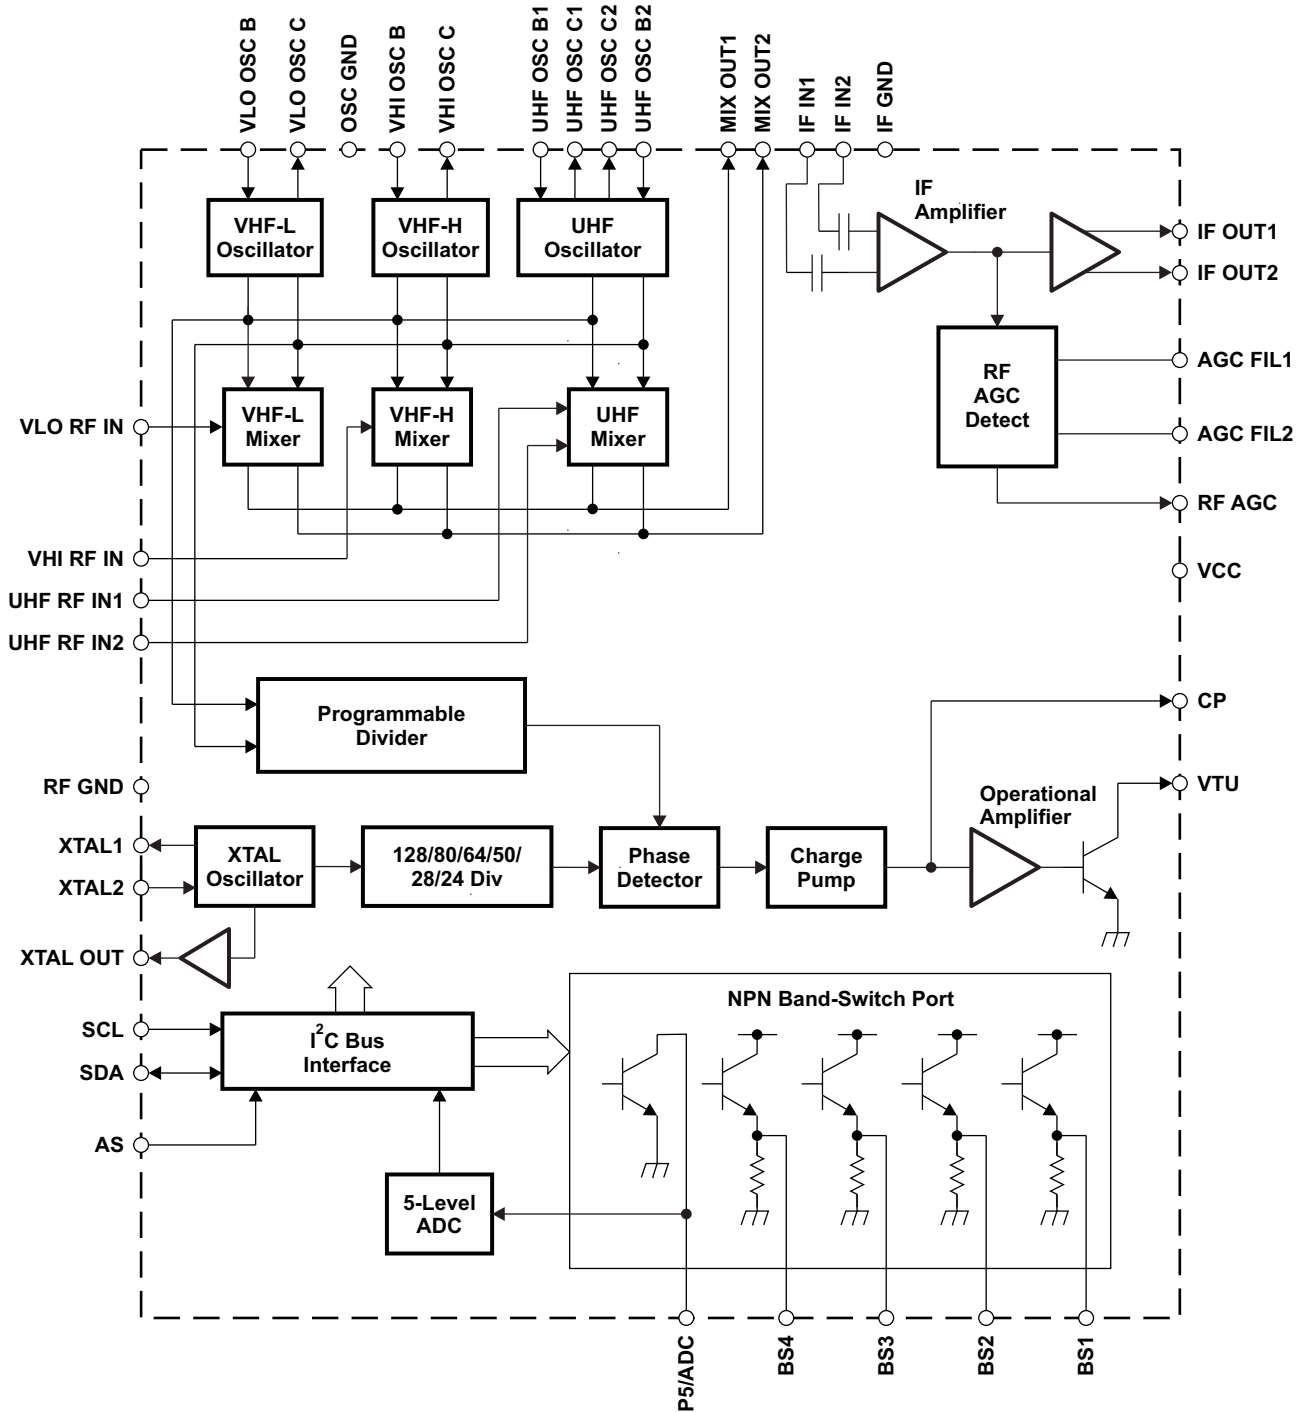 VLO OSC B
VLO OSC C
OSC GND
VHI OSC B
VHI OSC C
UHF OSC B1
UHF OSC C1
UHF OSC C2
UHF OSC B2
MIX OUT1
MIX OUT2
IF IN1
IF IN2
IF GND
VHF-L
Oscillator
VHF-H
Oscillator
UHF
Oscillator
IF
Amplifier
IF OUT1
IF OUT2
RF
AGC
Detect
AGC FIL1
AGC FIL2
RF AGC
VCC
VLO RF IN
VHF-L
Mixer
VHF-H
Mixer
UHF
Mixer
VHI RF IN
UHF RF IN1
UHF RF IN2
Programmable
Divider
CP
RF GND
Operational
Amplifier
VTU
XTAL1
XTAL2
XTAL
Oscillator
128/80/64/50/
28/24 Div
Phase
Detector
Charge
Pump
XTAL OUT
NPN Band-Switch Port
SCL
SDA
I2C Bus
Interface
AS
5-Level
ADC
P5/ADC
BS4
BS3
BS2
BS1